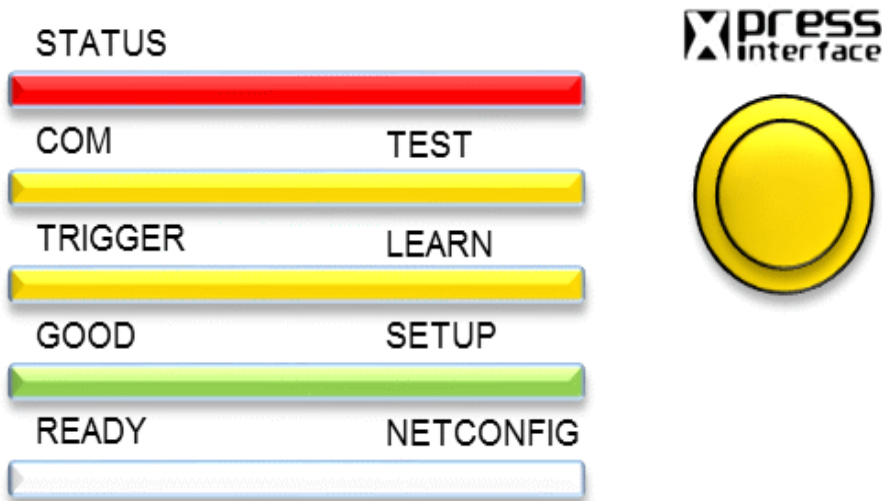 STATUS
Xpress
interface
COM TEST
TRIGGER LEARN
GOOD SETUP
READY NETCONFIG